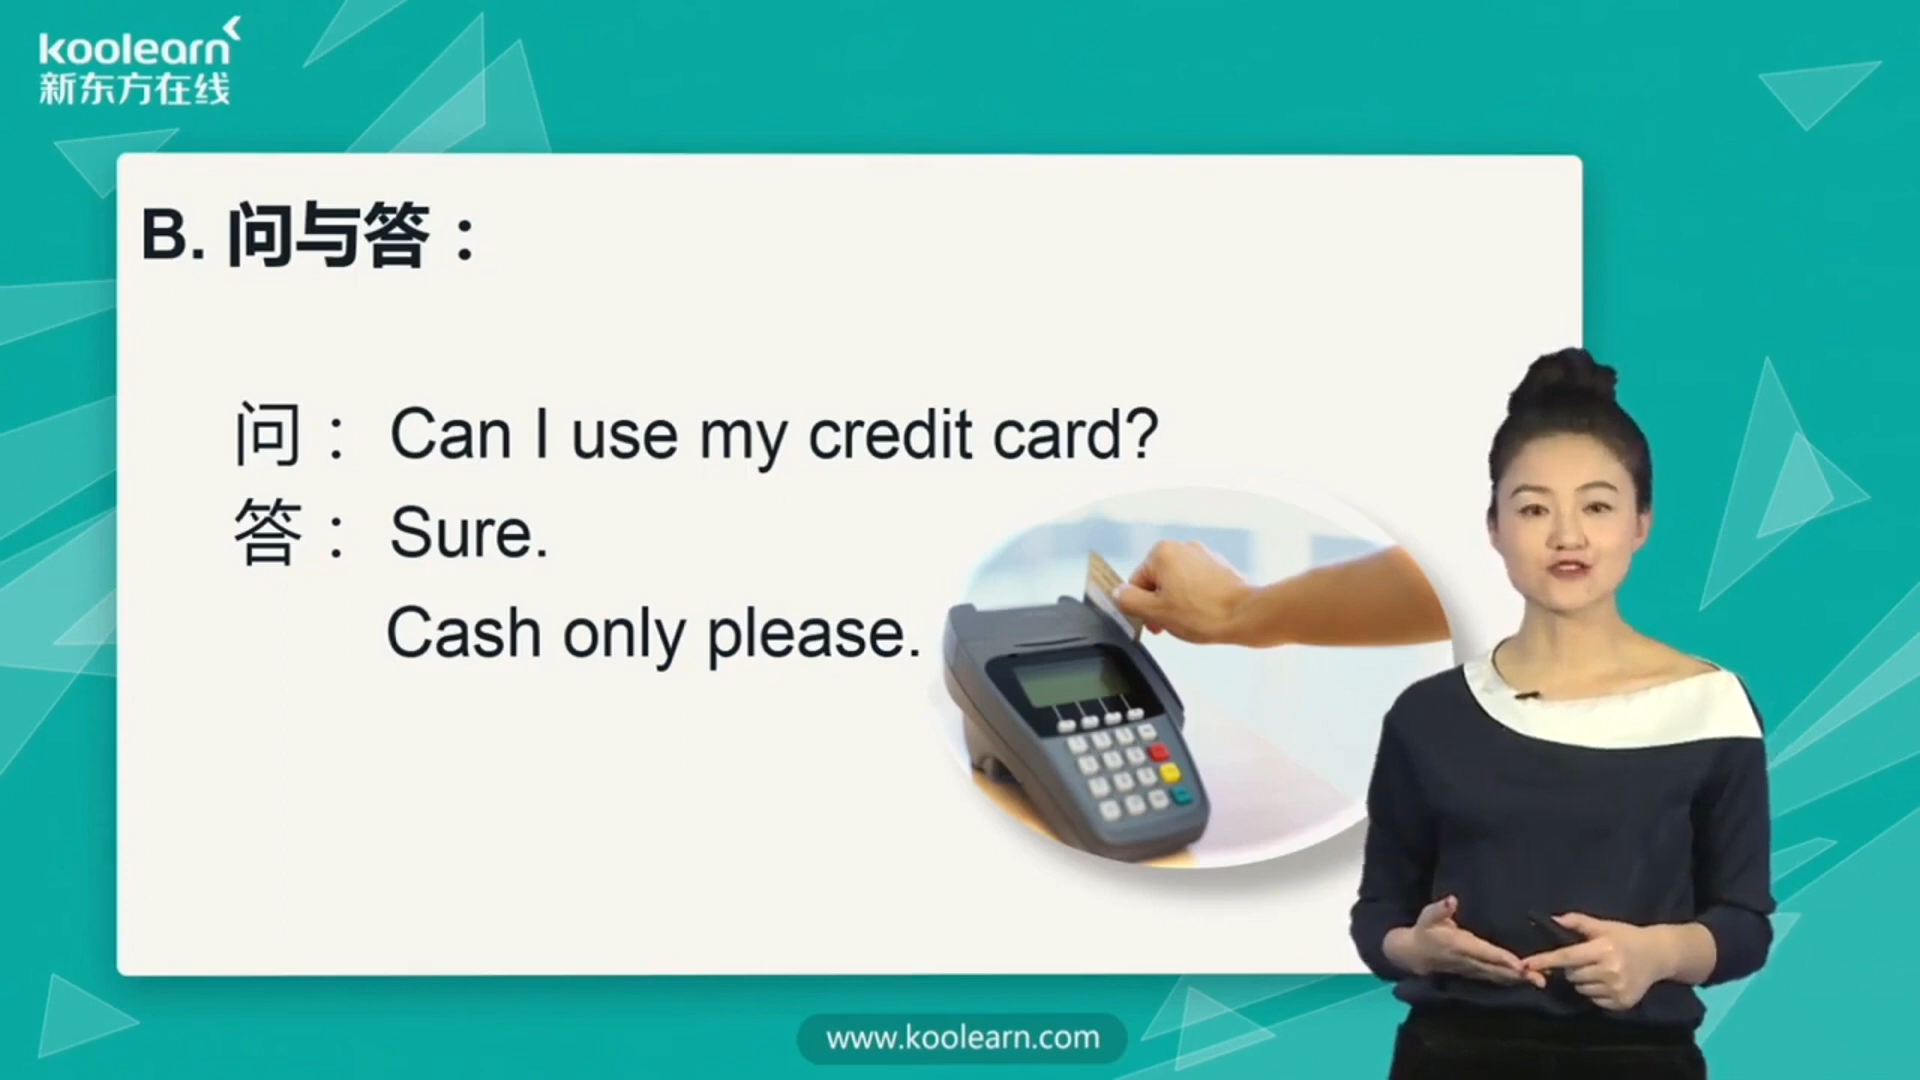 koolearn
新东方在线
B. 问与答：
问： Can I use my credit card?
答： Sure.
Cash only please.
www.koolearn.com